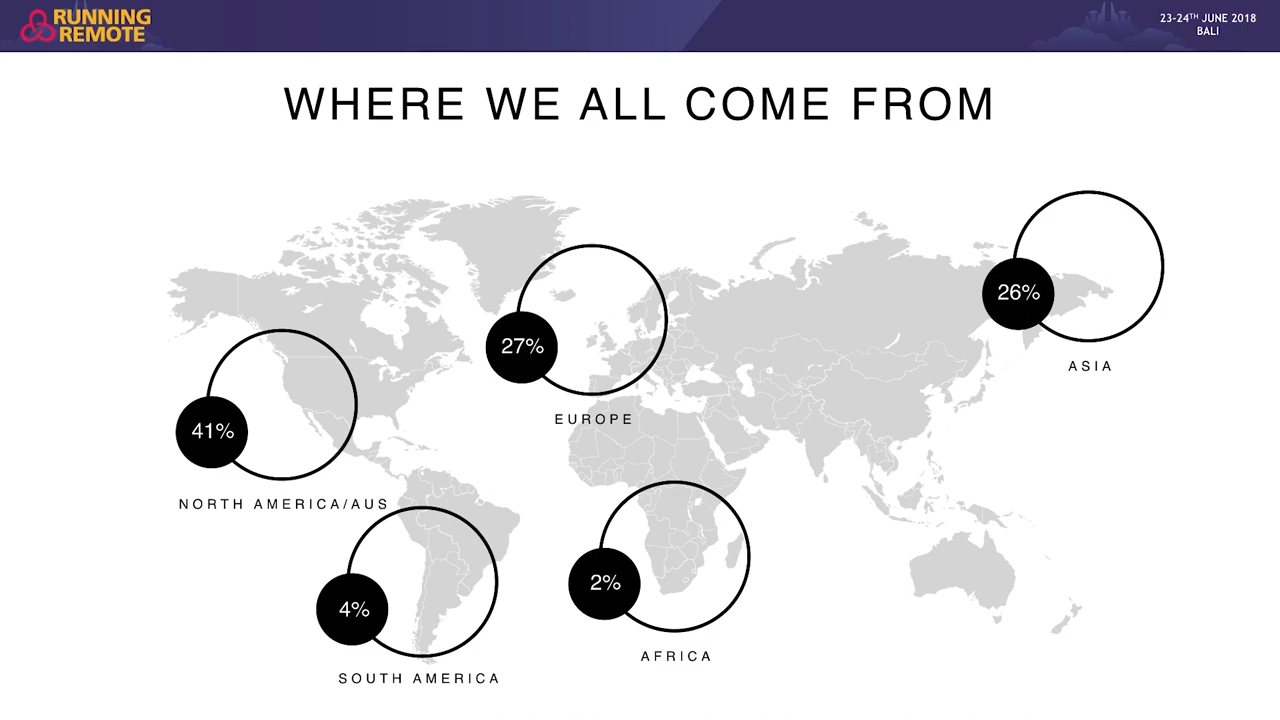 RUNNING
REMOTE
23-24TH JUNE 2018
BALI
WHERE WE ALL COME FROM
26%
ASIA
27%
EUROPE
41%
NORTH AMERICA/AUS
2%
AFRICA
4%
SOUTH AMERICA